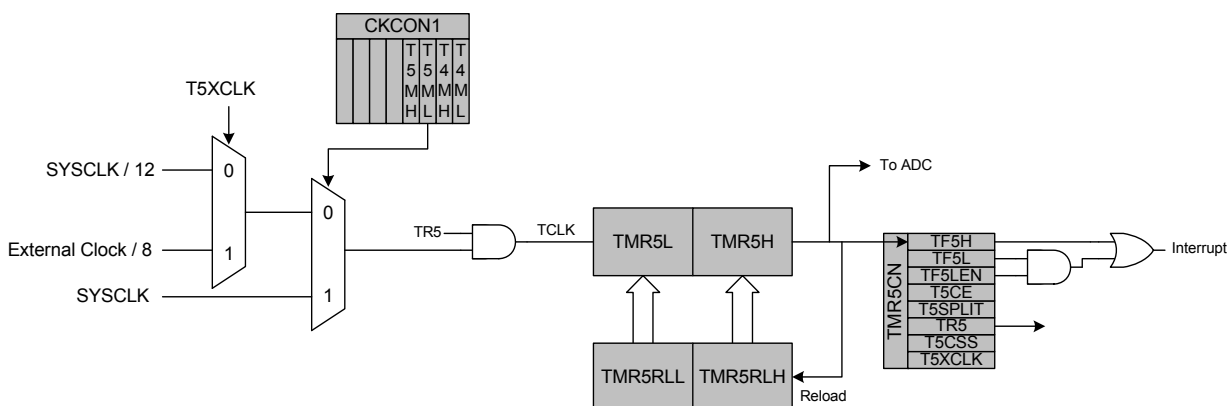 CKCON1
T5MH
T5ML
T4MH
T4ML
T5XCLK
SYSCLK / 12
0
1
External Clock / 8
SYSCLK
0
1
TR5
TCLK
TMR5L
TMR5H
To ADC
TMR5RLL
TMR5RLH
Reload
TMR5CN
TF5H
TF5L
TF5LEN
T5CE
T5SPLIT
TR5
T5CSS
T5XCLK
Interrupt